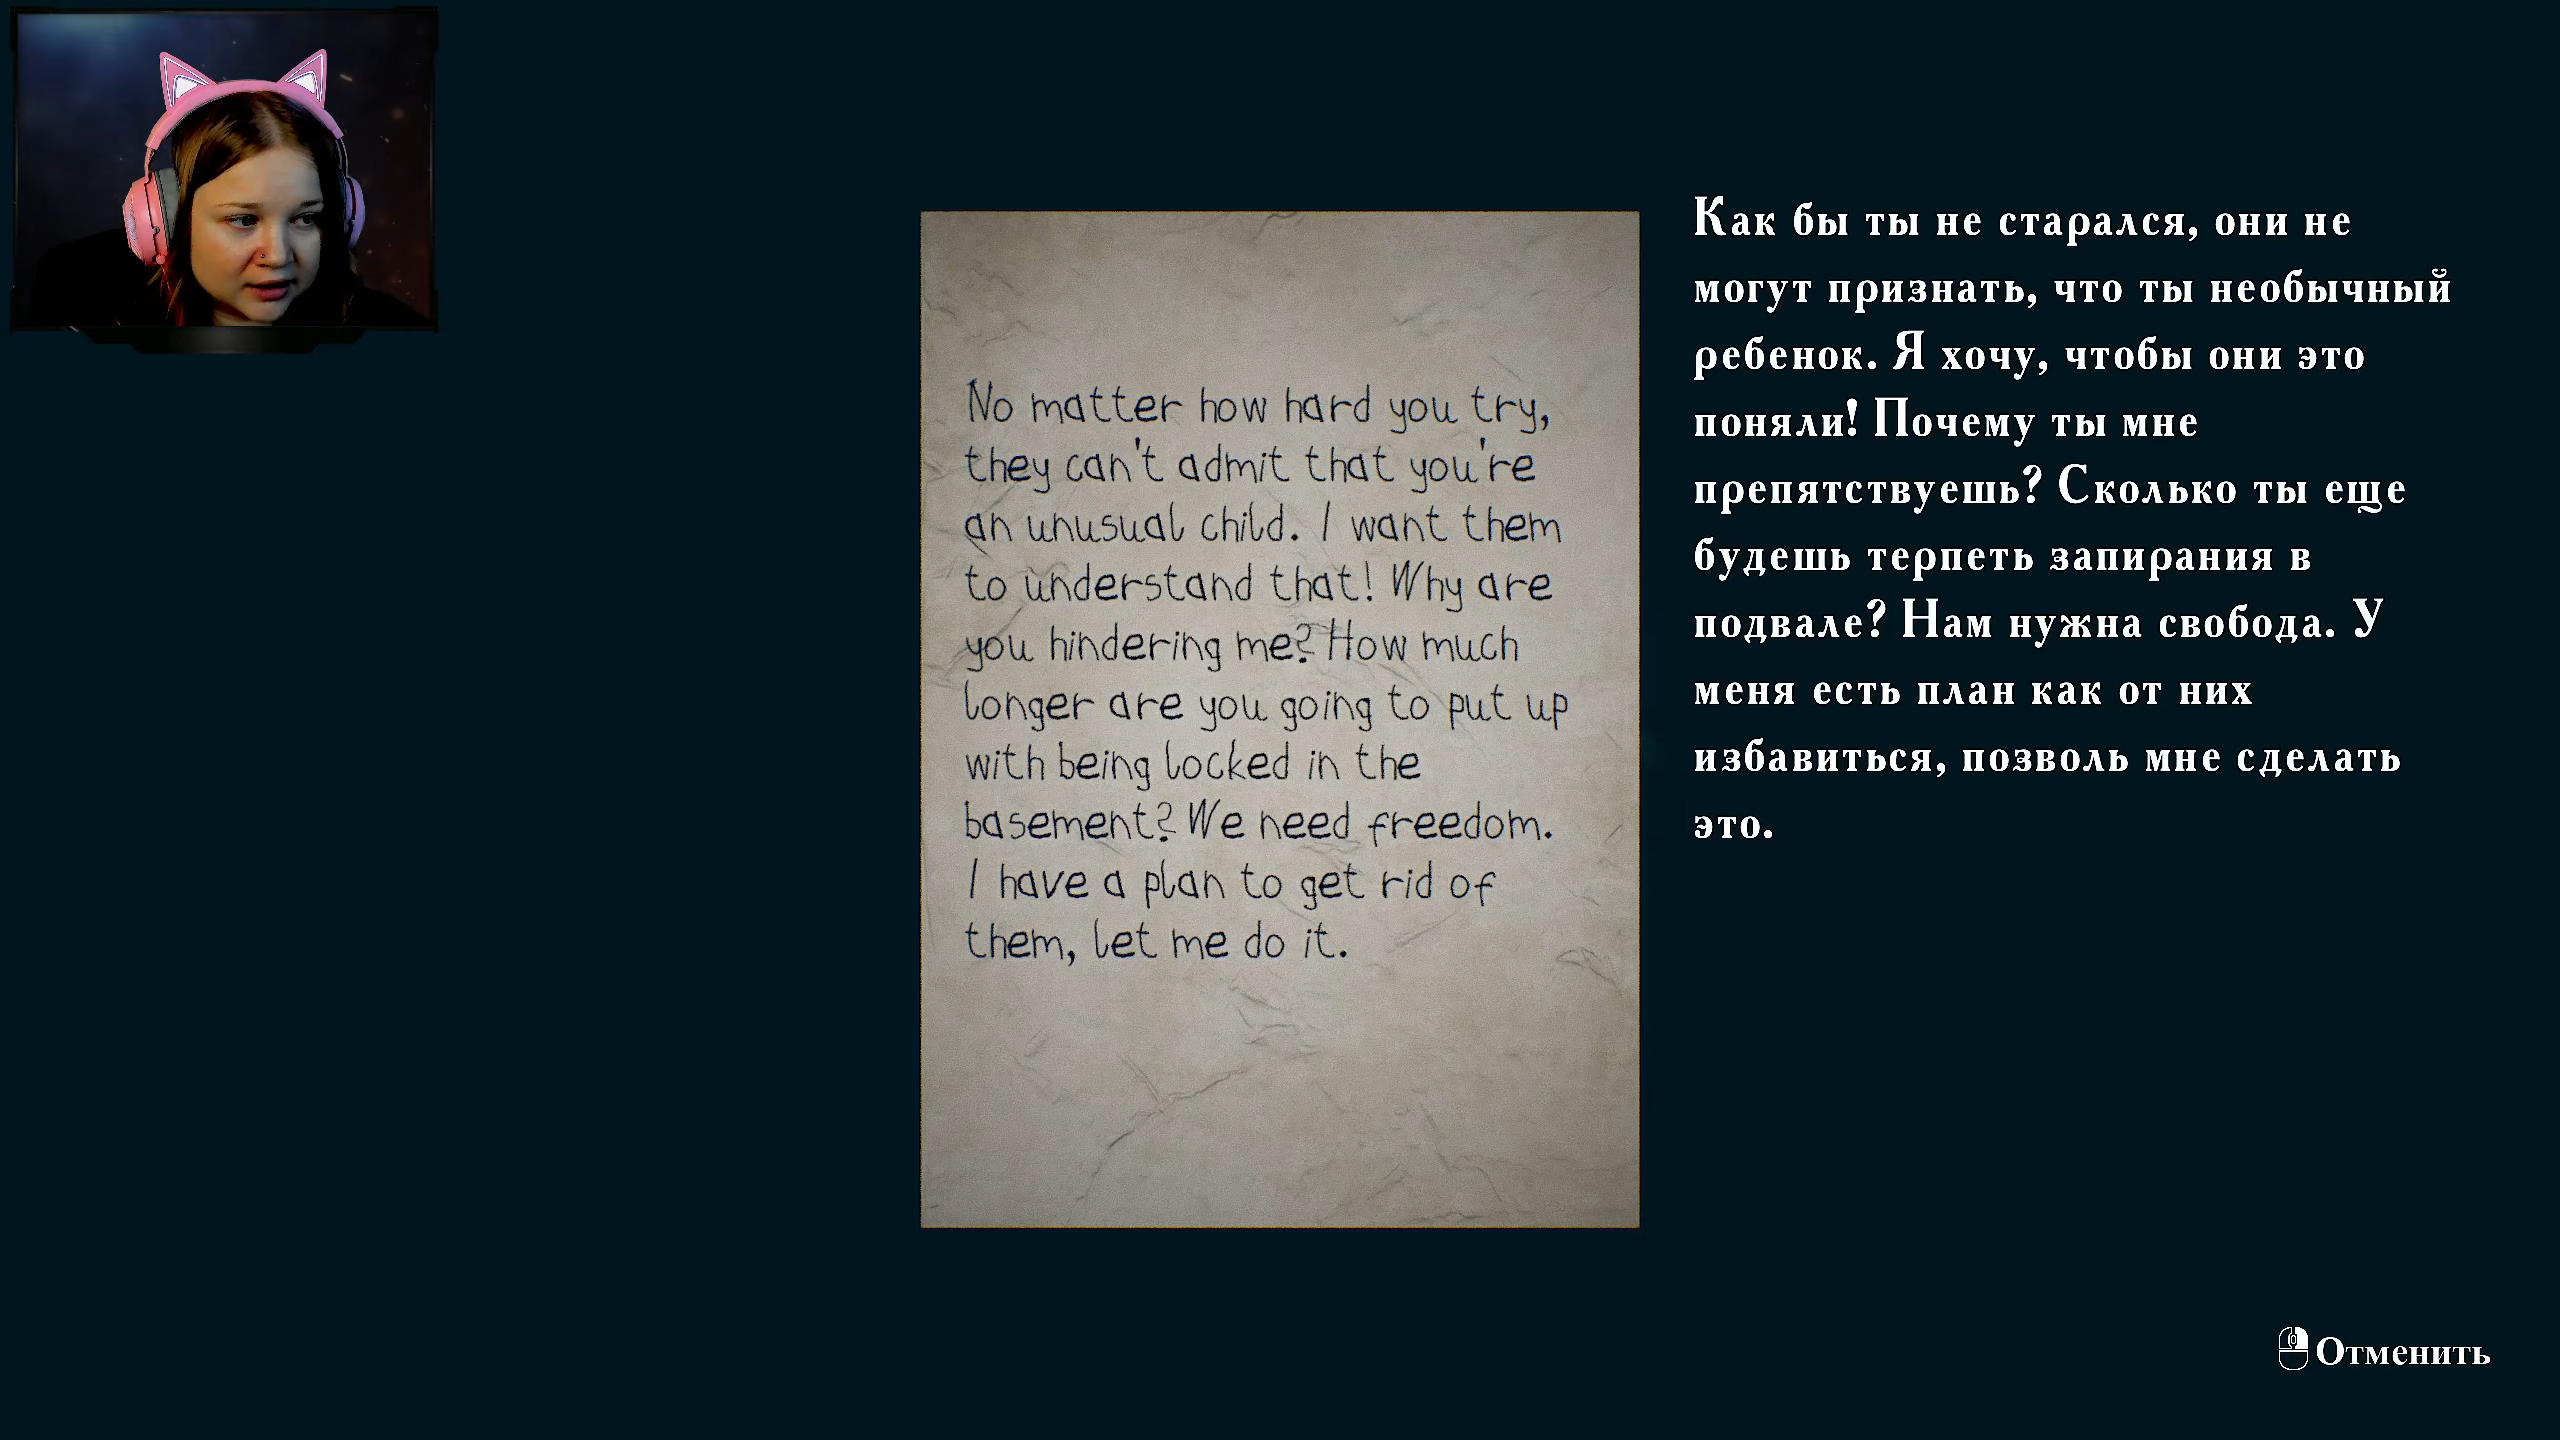 No matter how hard you try,
they can't admit that you're
an unusual child. I want them
to understand that! Why are
you hindering me? How much
longer are you going to put up
with being locked in the
basement? We need freedom.
I have a plan to get rid of
them, let me do it.
Как бы ты не старался, они не
могут признать, что ты необычный
ребенок. Я хочу, чтобы они это
поняли! Почему ты мне
препятствуешь? Сколько ты еще
будешь терпеть запирания в
подвале? Нам нужна свобода. У
меня есть план как от них
избавиться, позволь мне сделать
это.
Отменить